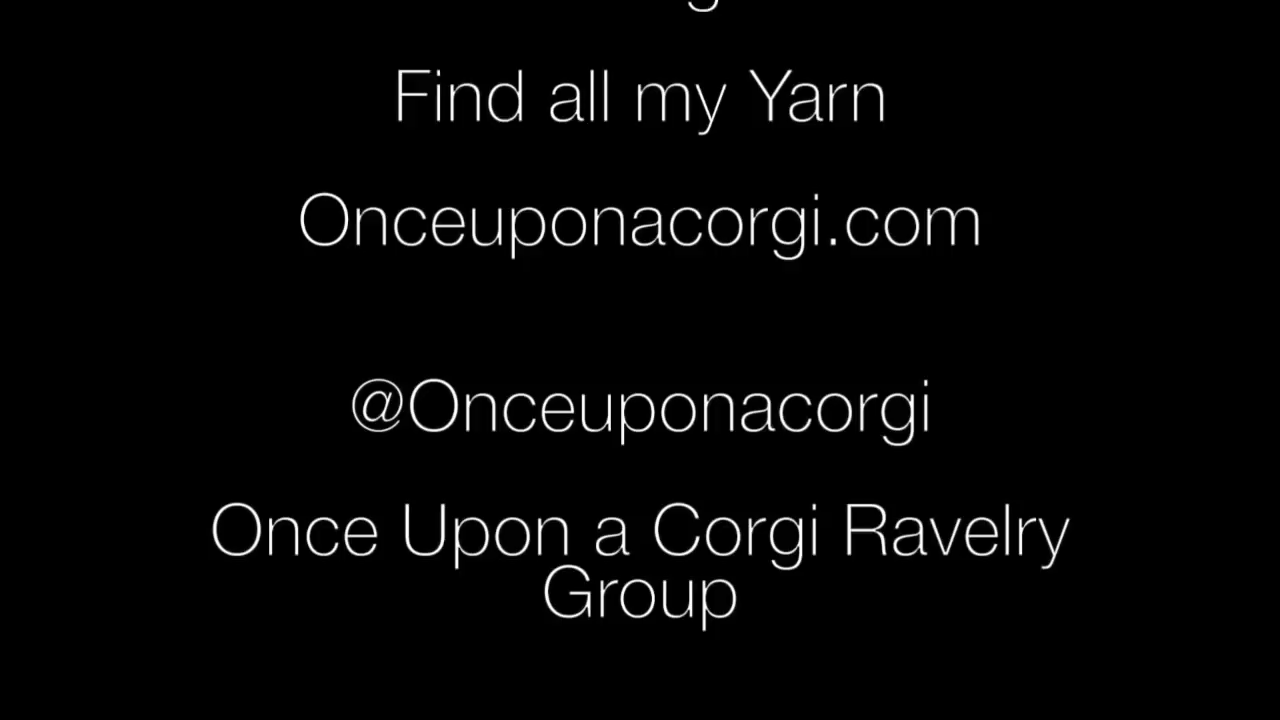 Find all my Yarn
Onceuponacorgi.com
@Onceuponacorgi
Once Upon a Corgi Ravelry
Group